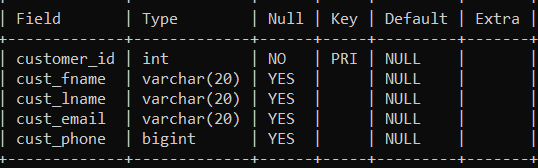 | Field | Type | Null | Key | Default | Extra |
+-------------+-------------+------+-----+---------+-------+
| customer_id | int | NO | PRI | NULL | |
| cust_fname | varchar(20) | YES | | NULL | |
| cust_lname | varchar(20) | YES | | NULL | |
| cust_email | varchar(20) | YES | | NULL | |
| cust_phone | bigint | YES | | NULL | |
+-------------+-------------+------+-----+---------+-------+